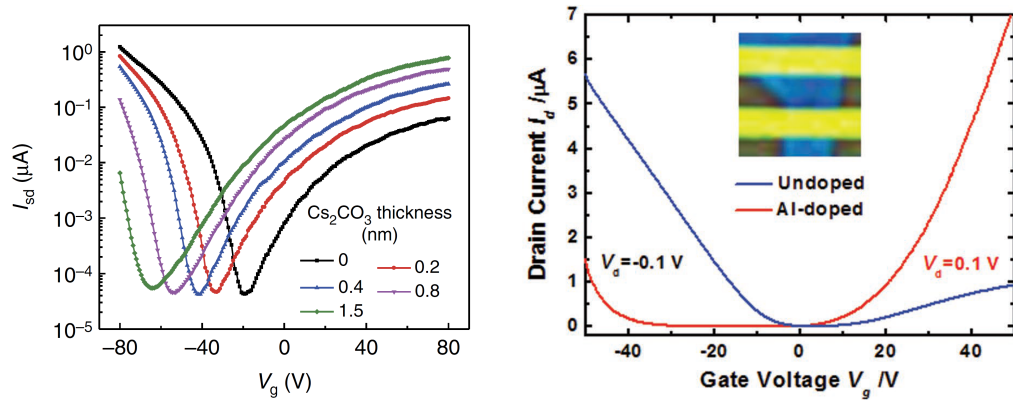 10⁰
10⁻¹
10⁻²
10⁻³
10⁻⁴
10⁻⁵
I_sd (µA)
Cs₂CO₃ thickness
(nm)
0
0.2
0.4
0.8
1.5
−80
−40
0
40
80
V_g (V)
7
6
5
4
3
2
1
0
Drain Current I_d /µA
Undoped
Al-doped
V_d=-0.1 V
V_d=0.1 V
-40
-20
0
20
40
Gate Voltage V_g /V